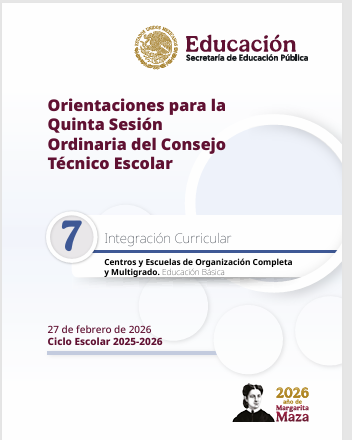 Educación
Secretaría de Educación Pública
Orientaciones para la
Quinta Sesión
Ordinaria del Consejo
Técnico Escolar
7
Integración Curricular
Centros y Escuelas de Organización Completa
y Multigrado. Educación Básica
27 de febrero de 2026
Ciclo Escolar 2025-2026
2026
año de
Margarita
Maza